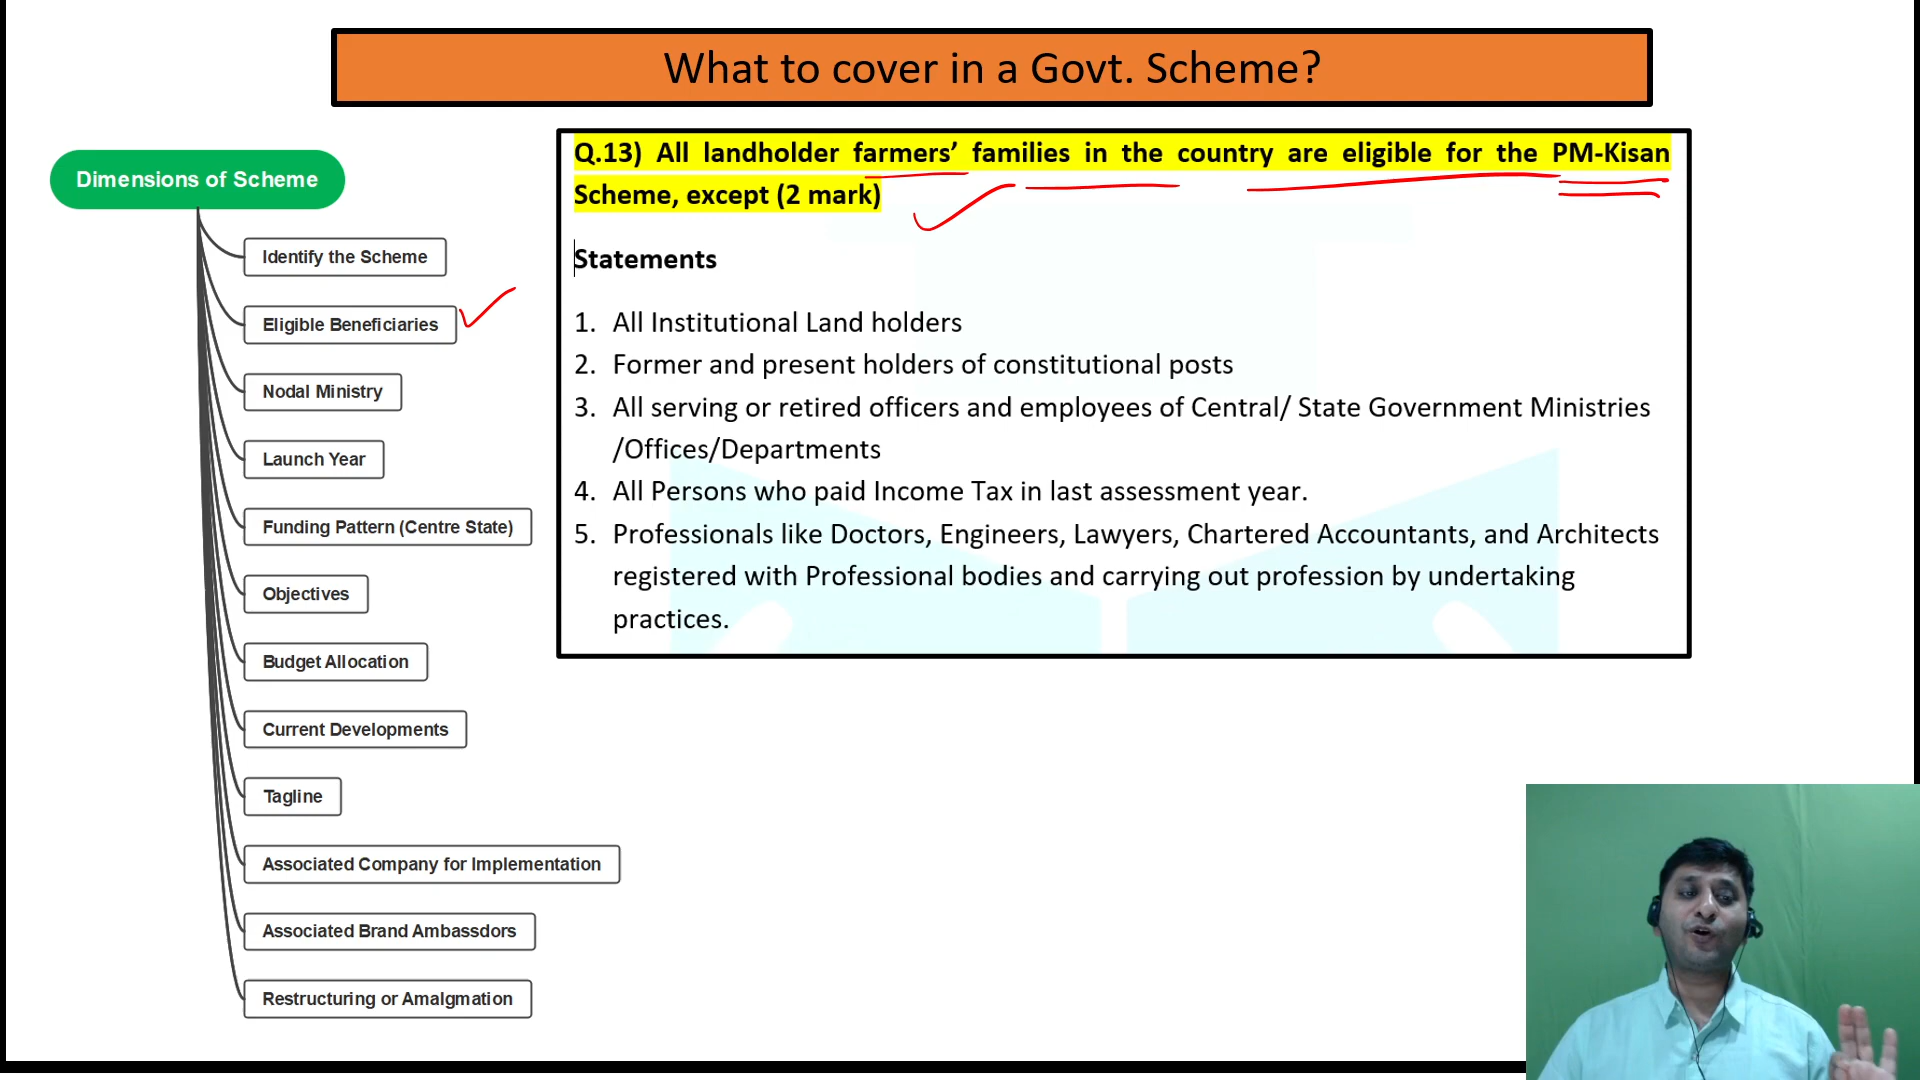 What to cover in a Govt. Scheme?
Dimensions of Scheme
Identify the Scheme
Eligible Beneficiaries
Nodal Ministry
Launch Year
Funding Pattern (Centre State)
Objectives
Budget Allocation
Current Developments
Tagline
Associated Company for Implementation
Associated Brand Ambassdors
Restructuring or Amalgmation
Q.13) All landholder farmers’ families in the country are eligible for the PM-Kisan
Scheme, except (2 mark)
Statements
1. All Institutional Land holders
2. Former and present holders of constitutional posts
3. All serving or retired officers and employees of Central/ State Government Ministries
/Offices/Departments
4. All Persons who paid Income Tax in last assessment year.
5. Professionals like Doctors, Engineers, Lawyers, Chartered Accountants, and Architects
registered with Professional bodies and carrying out profession by undertaking
practices.